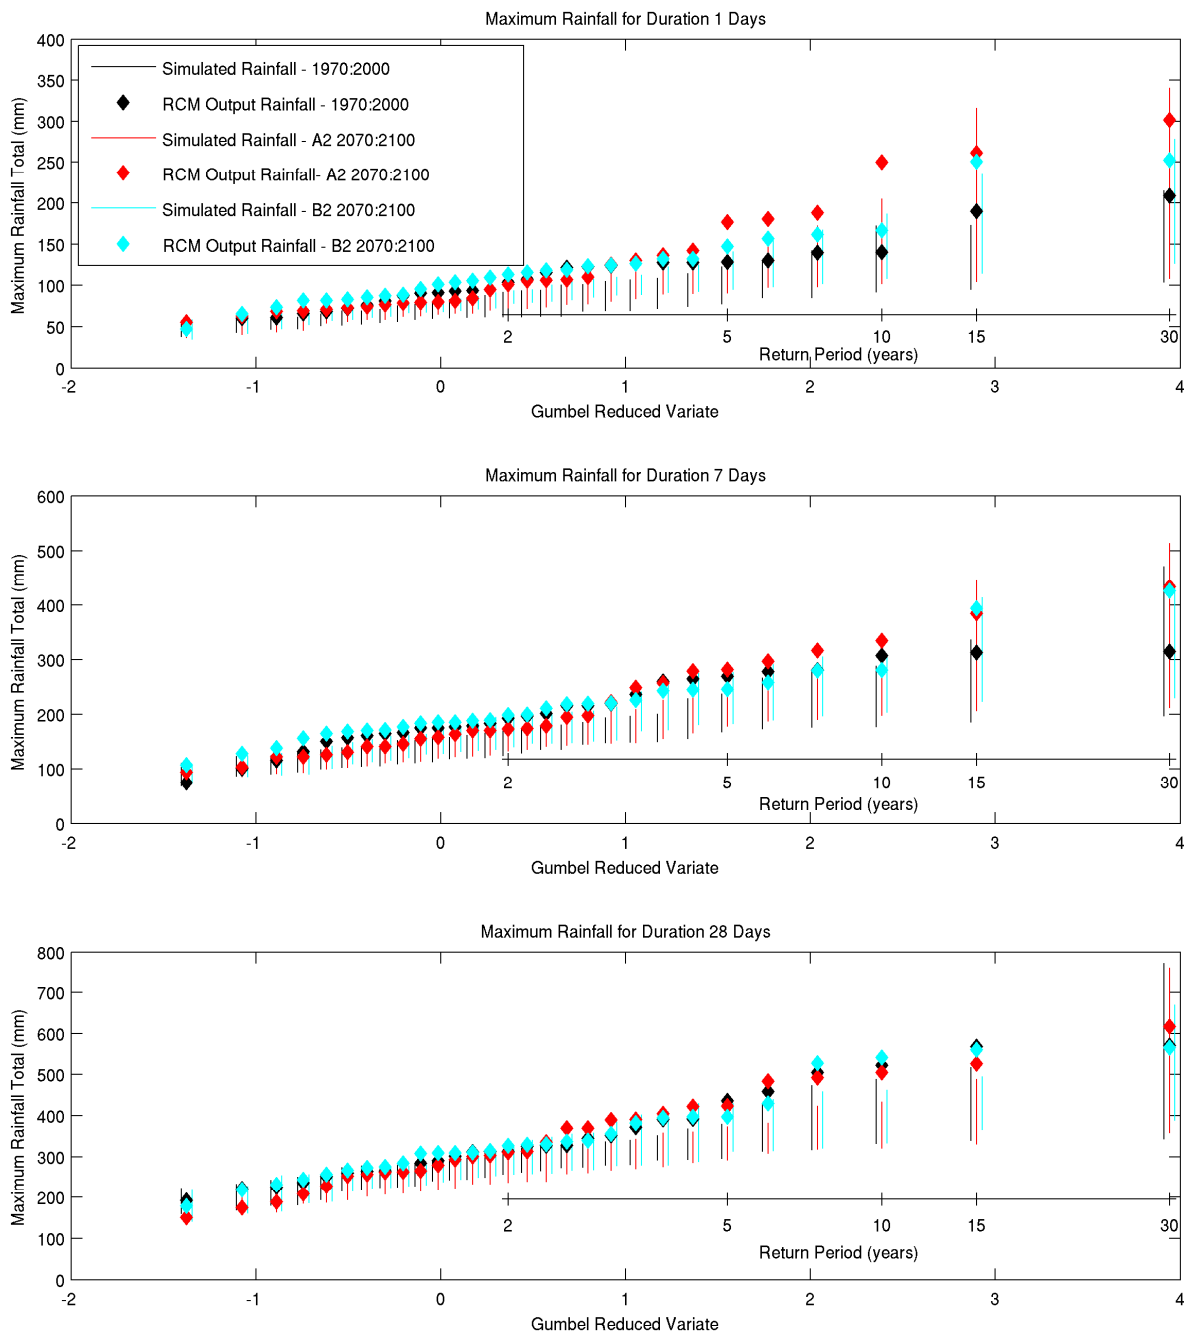 Maximum Rainfall for Duration 1 Days
Maximum Rainfall Total (mm)
400
350
300
250
200
150
100
50
0
Simulated Rainfall - 1970:2000
RCM Output Rainfall - 1970:2000
Simulated Rainfall - A2 2070:2100
RCM Output Rainfall- A2 2070:2100
Simulated Rainfall - B2 2070:2100
RCM Output Rainfall - B2 2070:2100
2 5 10 15 30
Return Period (years)
-2 -1 0 1 2 3 4
Gumbel Reduced Variate
Maximum Rainfall for Duration 7 Days
Maximum Rainfall Total (mm)
600
500
400
300
200
100
0
2 5 10 15 30
Return Period (years)
-2 -1 0 1 2 3 4
Gumbel Reduced Variate
Maximum Rainfall for Duration 28 Days
Maximum Rainfall Total (mm)
800
700
600
500
400
300
200
100
0
2 5 10 15 30
Return Period (years)
-2 -1 0 1 2 3 4
Gumbel Reduced Variate